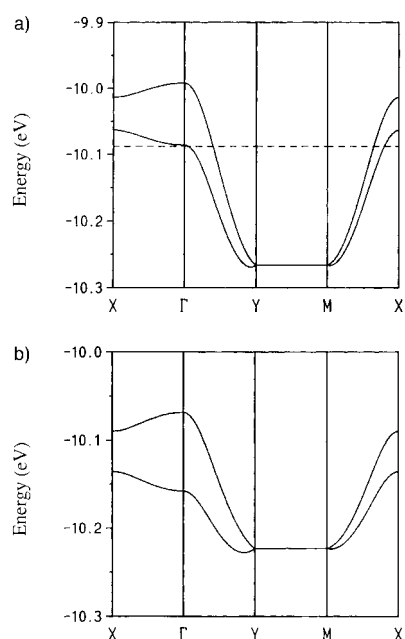 a)
-9.9
-10.0
-10.1
-10.2
-10.3
Energy (eV)
X Γ Y M X
b)
-10.0
-10.1
-10.2
-10.3
Energy (eV)
X Γ Y M X